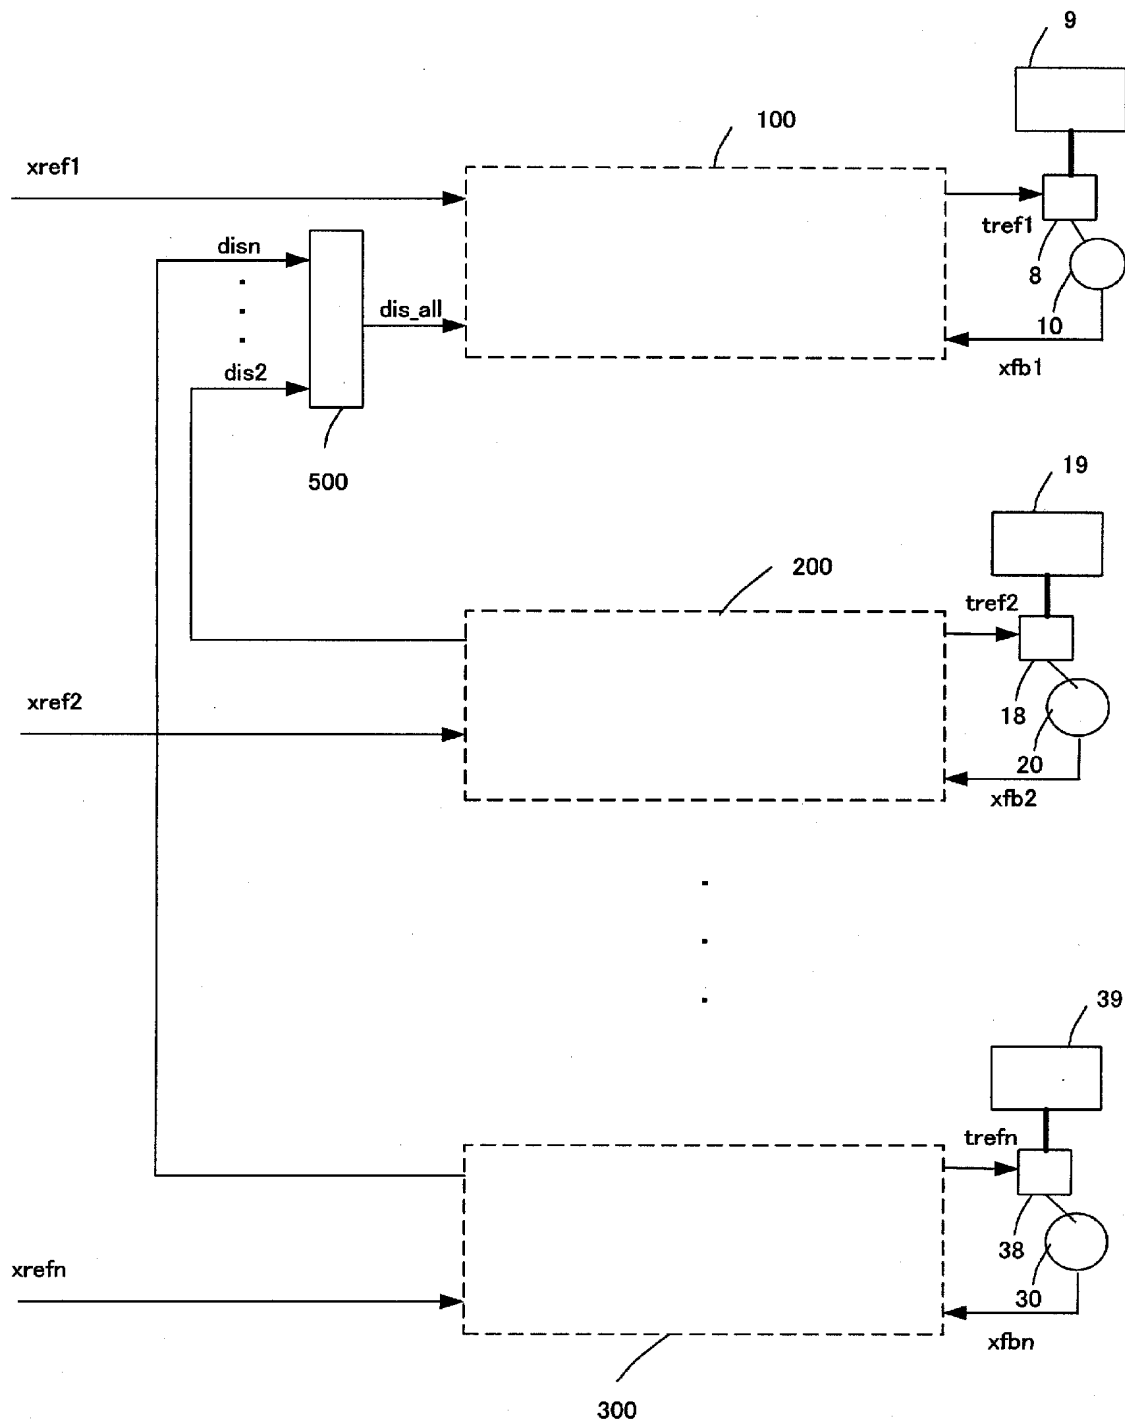 9
100
xref1
tref1
8
disn
dis_all
10
xfb1
dis2
500
19
200
tref2
xref2
18
20
xfb2
39
trefn
38
xrefn
30
xfbn
300